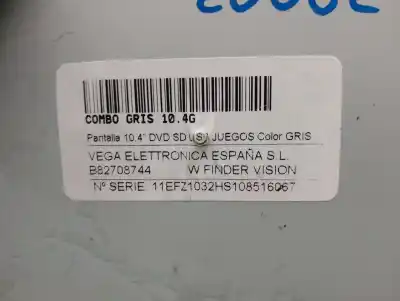 COMBO GRIS 10.4G
Pantalla 10.4" DVD SD USB JUEGOS Color GRIS
VEGA ELETTRONICA ESPAÑA S.L.
B82708744 W FINDER VISION
Nº SERIE. 11EFZ1032HS108516067